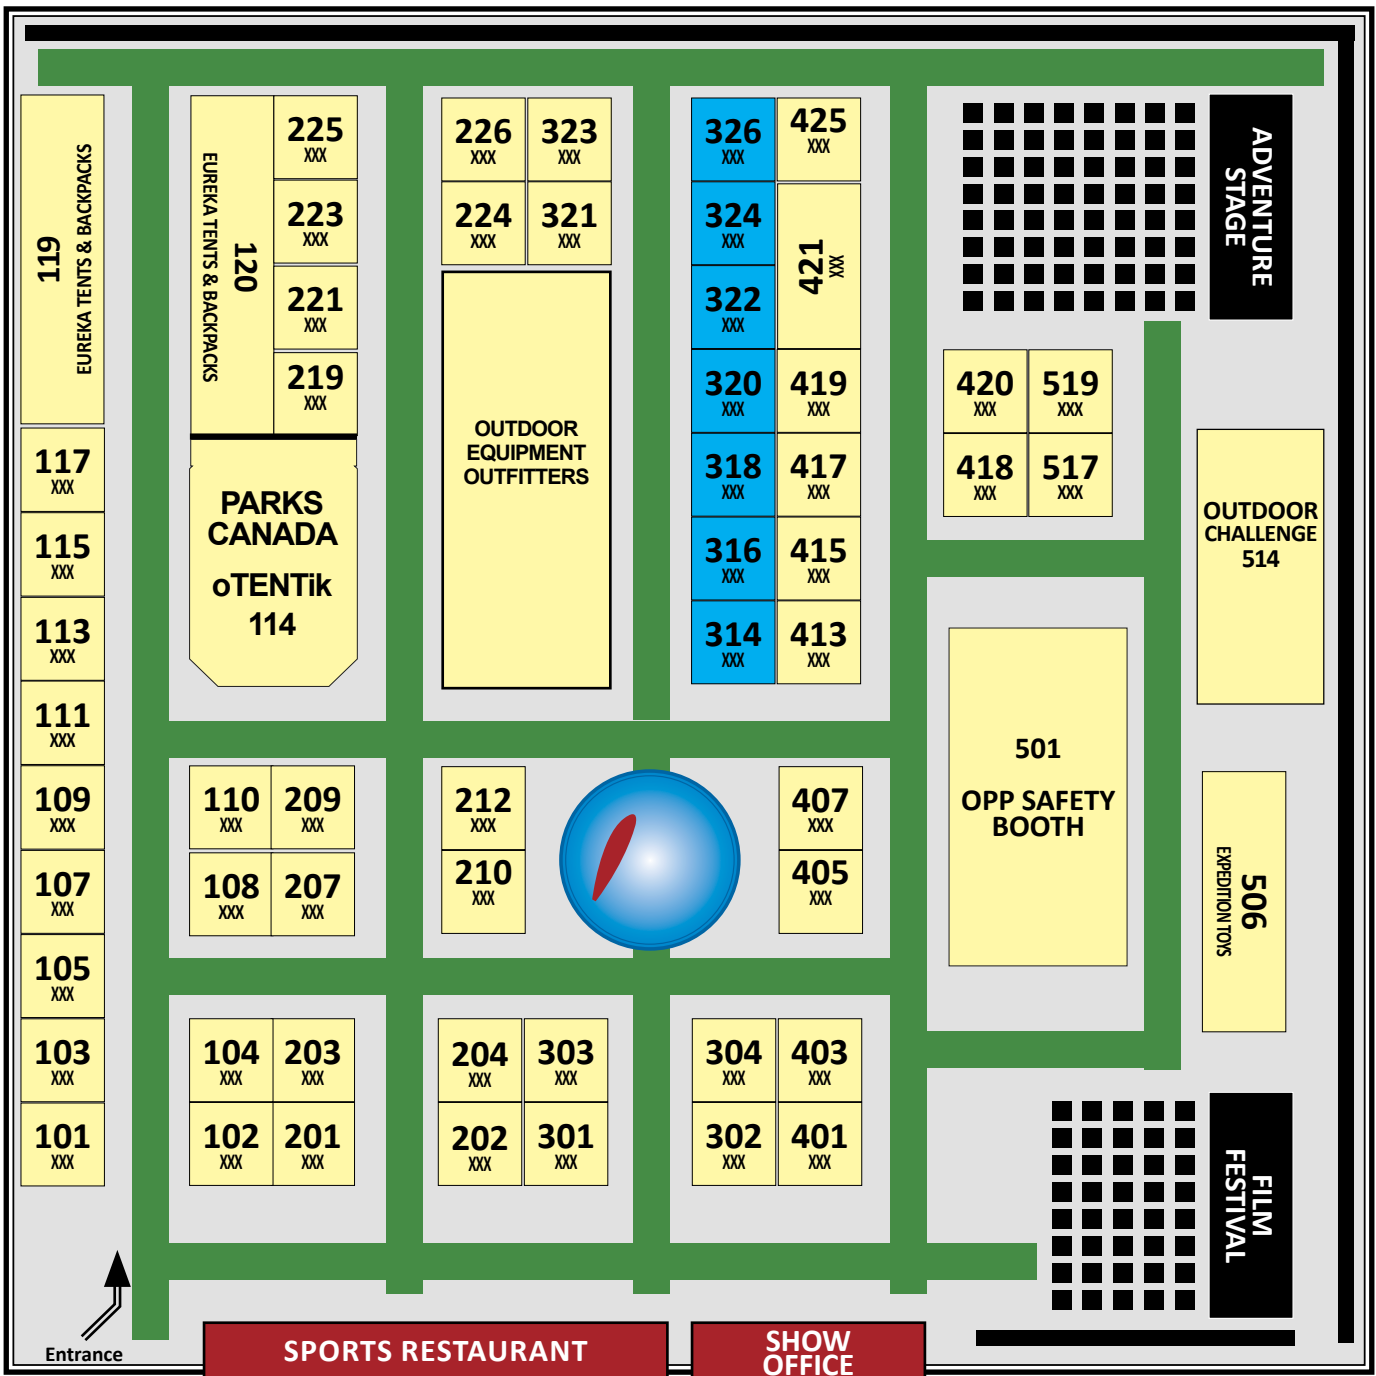 119
EUREKA TENTS & BACKPACKS
117
XXX
115
XXX
113
XXX
111
XXX
109
XXX
107
XXX
105
XXX
103
XXX
101
XXX
Entrance
120
EUREKA TENTS & BACKPACKS
225
XXX
223
XXX
221
XXX
219
XXX
PARKS
CANADA
oTENTik
114
110
XXX
209
XXX
108
XXX
207
XXX
104
XXX
203
XXX
102
XXX
201
XXX
226
XXX
323
XXX
224
XXX
321
XXX
OUTDOOR
EQUIPMENT
OUTFITTERS
212
XXX
210
XXX
204
XXX
303
XXX
202
XXX
301
XXX
326
XXX
425
XXX
324
XXX
421
XXX
322
XXX
320
XXX
419
XXX
318
XXX
417
XXX
316
XXX
415
XXX
314
XXX
413
XXX
407
XXX
405
XXX
304
XXX
403
XXX
302
XXX
401
XXX
ADVENTURE
STAGE
420
XXX
519
XXX
418
XXX
517
XXX
OUTDOOR
CHALLENGE
514
501
OPP SAFETY
BOOTH
506
EXPEDITION TOYS
FILM
FESTIVAL
SPORTS RESTAURANT
SHOW
OFFICE